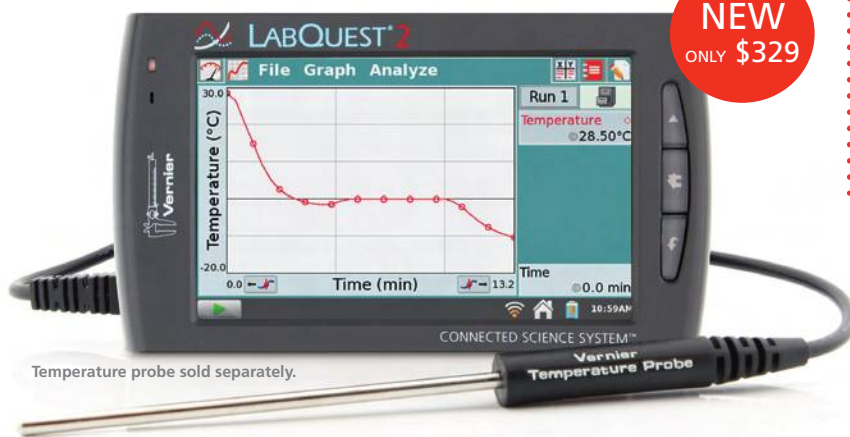 NEW
ONLY $329
LABQUEST® 2
File Graph Analyze
X Y
30.0
Run 1
Temperature
28.50°C
Temperature (°C)
Vernier
-20.0
0.0
Time (min)
13.2
Time
0.0 min
10:59AM
CONNECTED SCIENCE SYSTEM™
Vernier
Temperature Probe
Temperature probe sold separately.